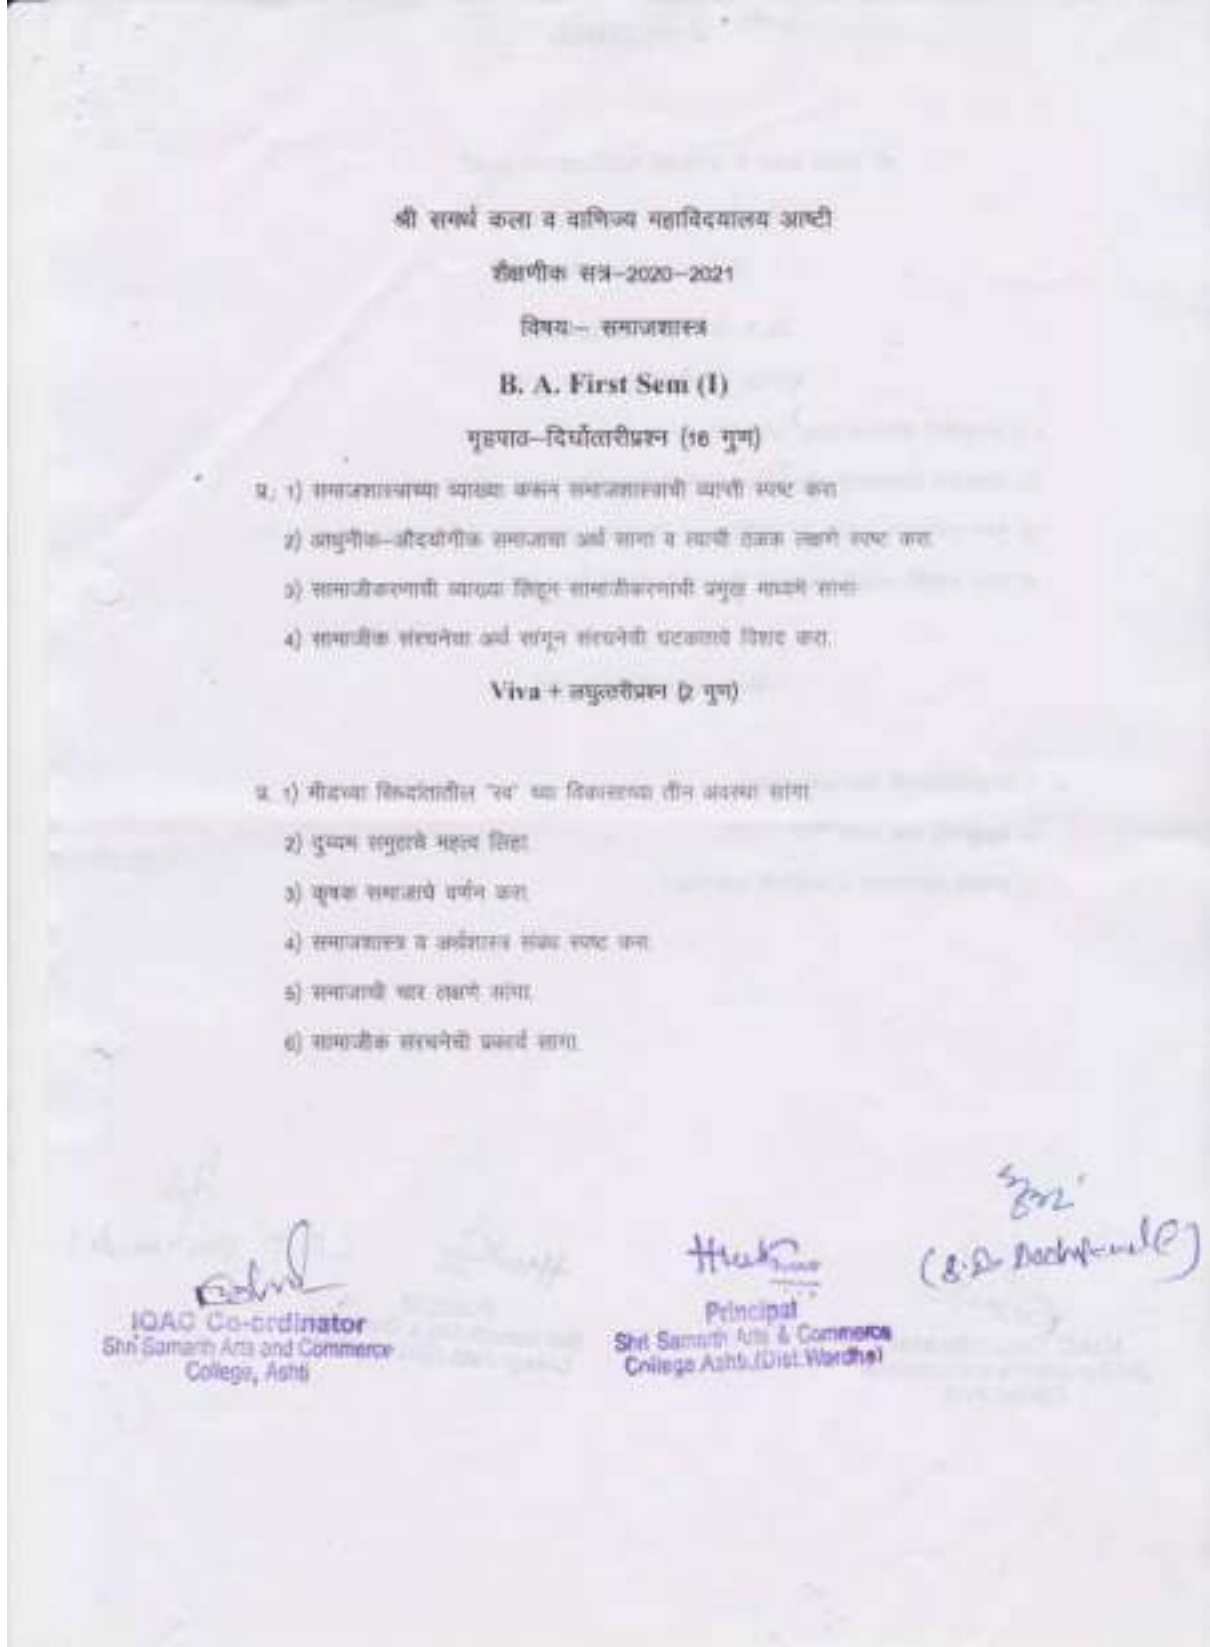 श्री समर्थ कला व वाणिज्य महाविदयालय आष्टी
शैक्षणीक सत्र–2020–2021
विषयः– समाजशास्त्र
B. A. First Sem (I)
गृहपाठ–दिर्घोत्तरीप्रश्न (16 गुण)
प्र. 1) समाजशास्त्राच्या व्याख्या करून समाजशास्त्राची व्याप्ती स्पष्ट करा
2) आधुनीक–औदयोगीक समाजाचा अर्थ सांगा व त्याची ठळक लक्षणे स्पष्ट करा.
3) सामाजीकरणाची व्याख्या लिहून सामाजीकरणाची प्रमुख माध्यमे सांगा
4) सामाजीक संरचनेचा अर्थ सांगून संरचनेची घटकतत्वे विशद करा.
Viva + लघुत्तरीप्रश्न (2 गुण)
प्र. 1) मीडच्या सिध्दांतातील "स्व" च्या विकासाच्या तीन अवस्था सांगा
2) दुय्यम समुहाचे महत्व लिहा
3) कृषक समाजाचे वर्णन करा
4) समाजशास्त्र व अर्थशास्त्र संबंध स्पष्ट करा
5) समाजाची चार लक्षणे सांगा.
6) सामाजीक संरचनेची प्रकार्य सांगा.
IQAC Co-ordinator
Shri Samarth Arts and Commerce
College, Ashti
Principal
Shri Samarth Arts & Commerce
College Ashti.(Dist.Wardha)